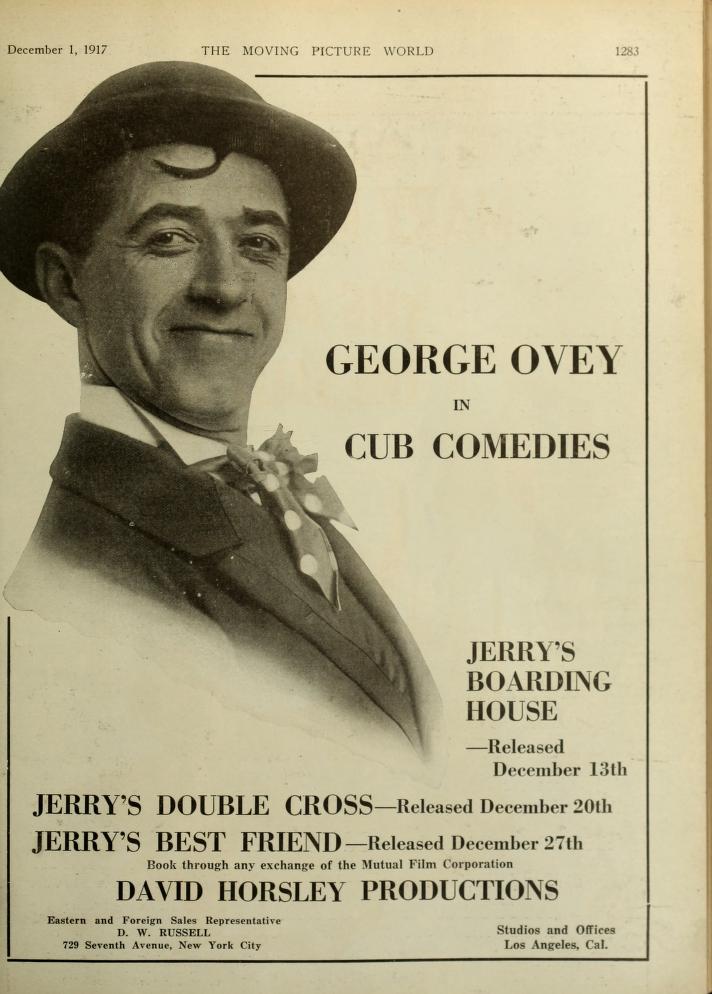 December 1, 1917 THE MOVING PICTURE WORLD 1283
GEORGE OVEY
IN
CUB COMEDIES
JERRY'S
BOARDING
HOUSE
—Released
December 13th
JERRY'S DOUBLE CROSS—Released December 20th
JERRY'S BEST FRIEND—Released December 27th
Book through any exchange of the Mutual Film Corporation
DAVID HORSLEY PRODUCTIONS
Eastern and Foreign Sales Representative
D. W. RUSSELL
729 Seventh Avenue, New York City
Studios and Offices
Los Angeles, Cal.